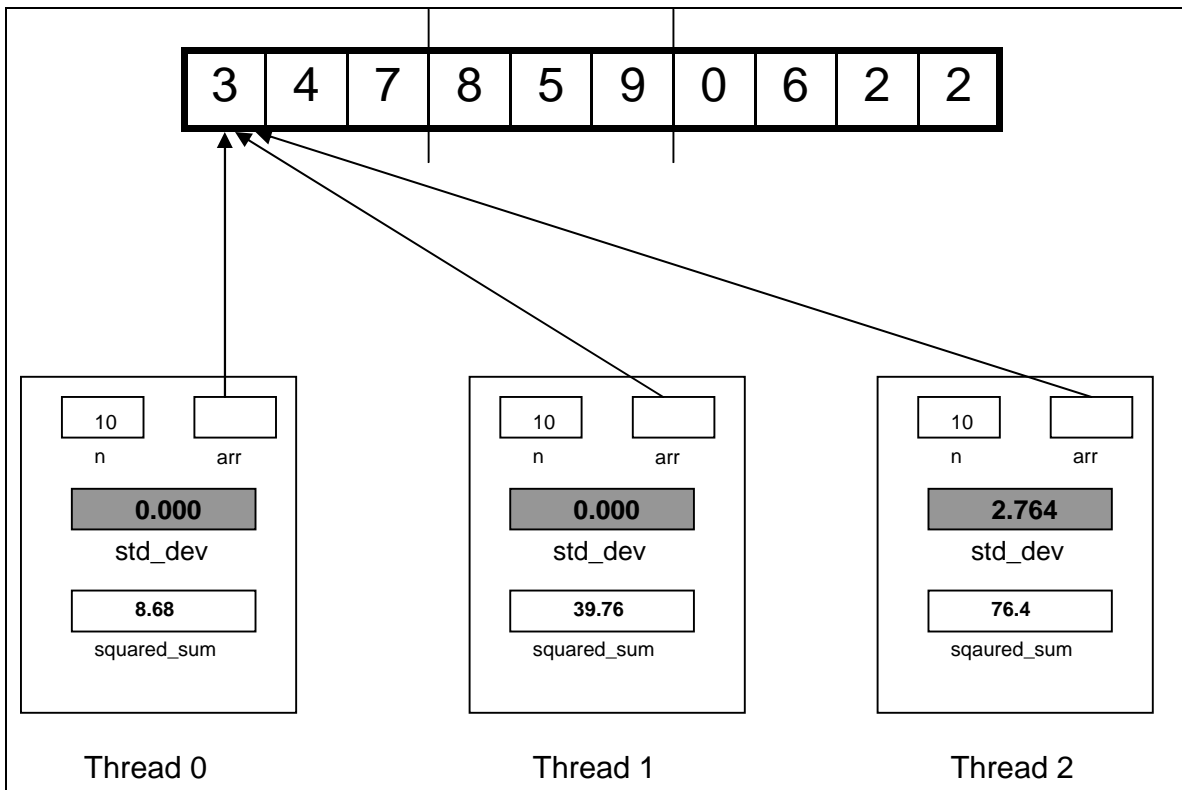 3 4 7 8 5 9 0 6 2 2
10 10 10
n arr n arr n arr
0.000 0.000 2.764
std_dev std_dev std_dev
8.68 39.76 76.4
squared_sum squared_sum sqaured_sum
Thread 0 Thread 1 Thread 2